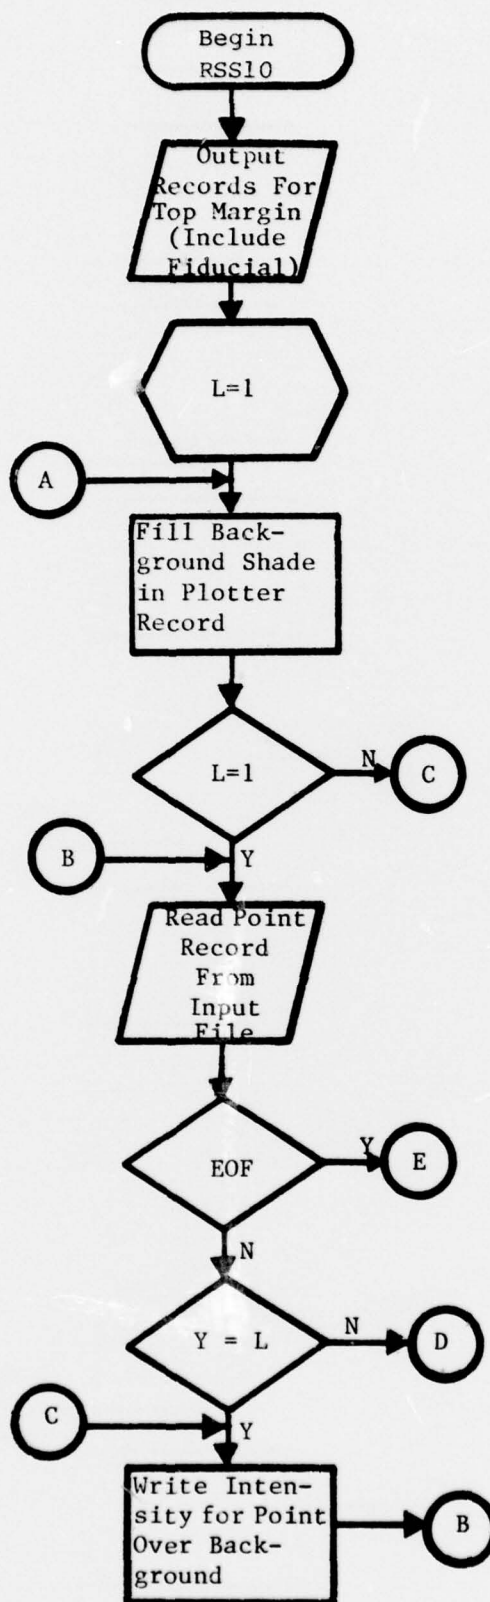 Begin
RSS10
Output
Records For
Top Margin
(Include
Fiducial)
L=1
A
Fill Back-
ground Shade
in Plotter
Record
L=1
N
C
B
Y
Read Point
Record
From
Input
File
EOF
Y
E
N
Y = L
N
D
C
Y
Write Inten-
sity for Point
Over Back-
ground
B